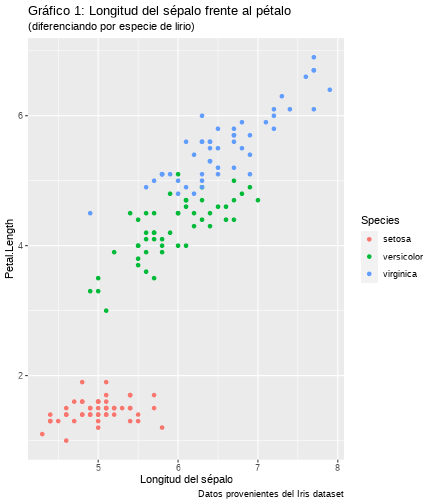 Gráfico 1: Longitud del sépalo frente al pétalo
(diferenciando por especie de lirio)
Petal.Length
6
4
2
5
6
7
8
Longitud del sépalo
Species
setosa
versicolor
virginica
Datos provenientes del Iris dataset